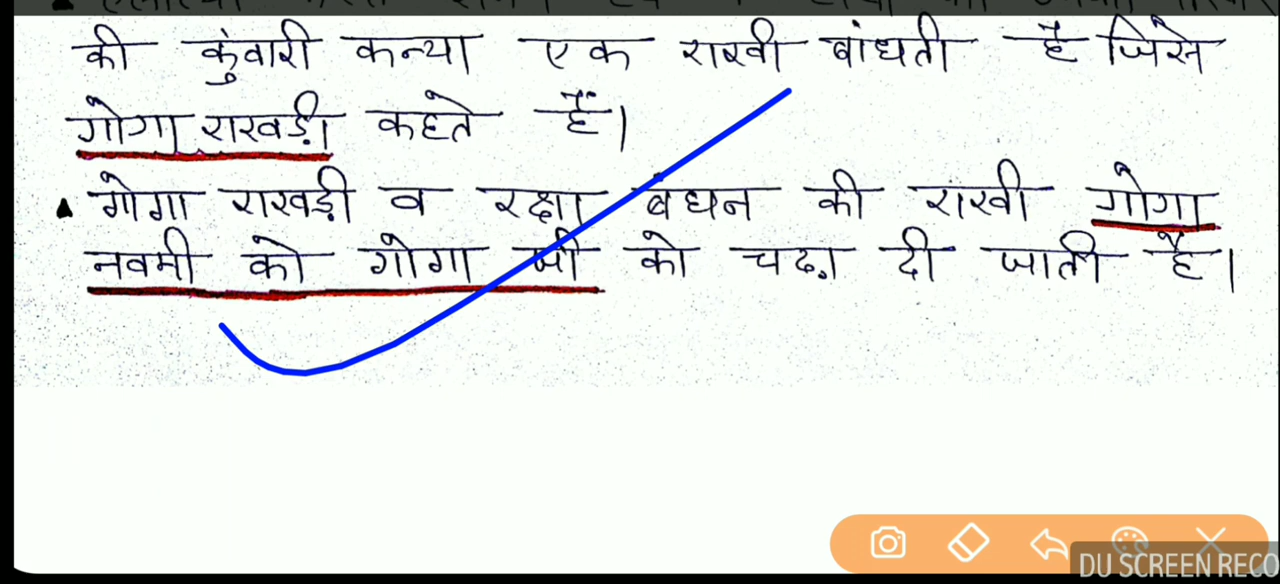 की कुंवारी कन्या एक राखी बांधती है जिसे
गोगा राखड़ी कहते हैं।
▲ गोगा राखड़ी व रक्षा बंधन की राखी गोगा
नवमी को गोगा जी को चढ़ा दी जाती है।
DU SCREEN RECO